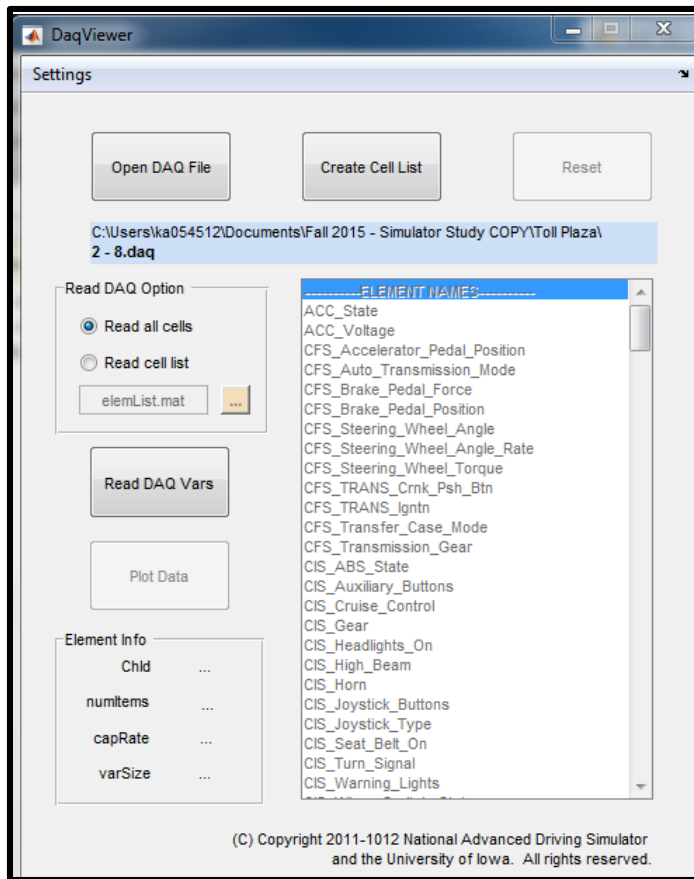 DaqViewer
Settings
Open DAQ File
Create Cell List
Reset
C:\Users\ka054512\Documents\Fall 2015 - Simulator Study COPY\Toll Plaza\
2 - 8.daq
Read DAQ Option
Read all cells
Read cell list
elemList.mat
...
Read DAQ Vars
Plot Data
Element Info
ChId ...
numItems ...
capRate ...
varSize ...
----------ELEMENT NAMES----------
ACC_State
ACC_Voltage
CFS_Accelerator_Pedal_Position
CFS_Auto_Transmission_Mode
CFS_Brake_Pedal_Force
CFS_Brake_Pedal_Position
CFS_Steering_Wheel_Angle
CFS_Steering_Wheel_Angle_Rate
CFS_Steering_Wheel_Torque
CFS_TRANS_Crnk_Psh_Btn
CFS_TRANS_Igntn
CFS_Transfer_Case_Mode
CFS_Transmission_Gear
CIS_ABS_State
CIS_Auxiliary_Buttons
CIS_Cruise_Control
CIS_Gear
CIS_Headlights_On
CIS_High_Beam
CIS_Horn
CIS_Joystick_Buttons
CIS_Joystick_Type
CIS_Seat_Belt_On
CIS_Turn_Signal
CIS_Warning_Lights
(C) Copyright 2011-1012 National Advanced Driving Simulator
and the University of Iowa. All rights reserved.